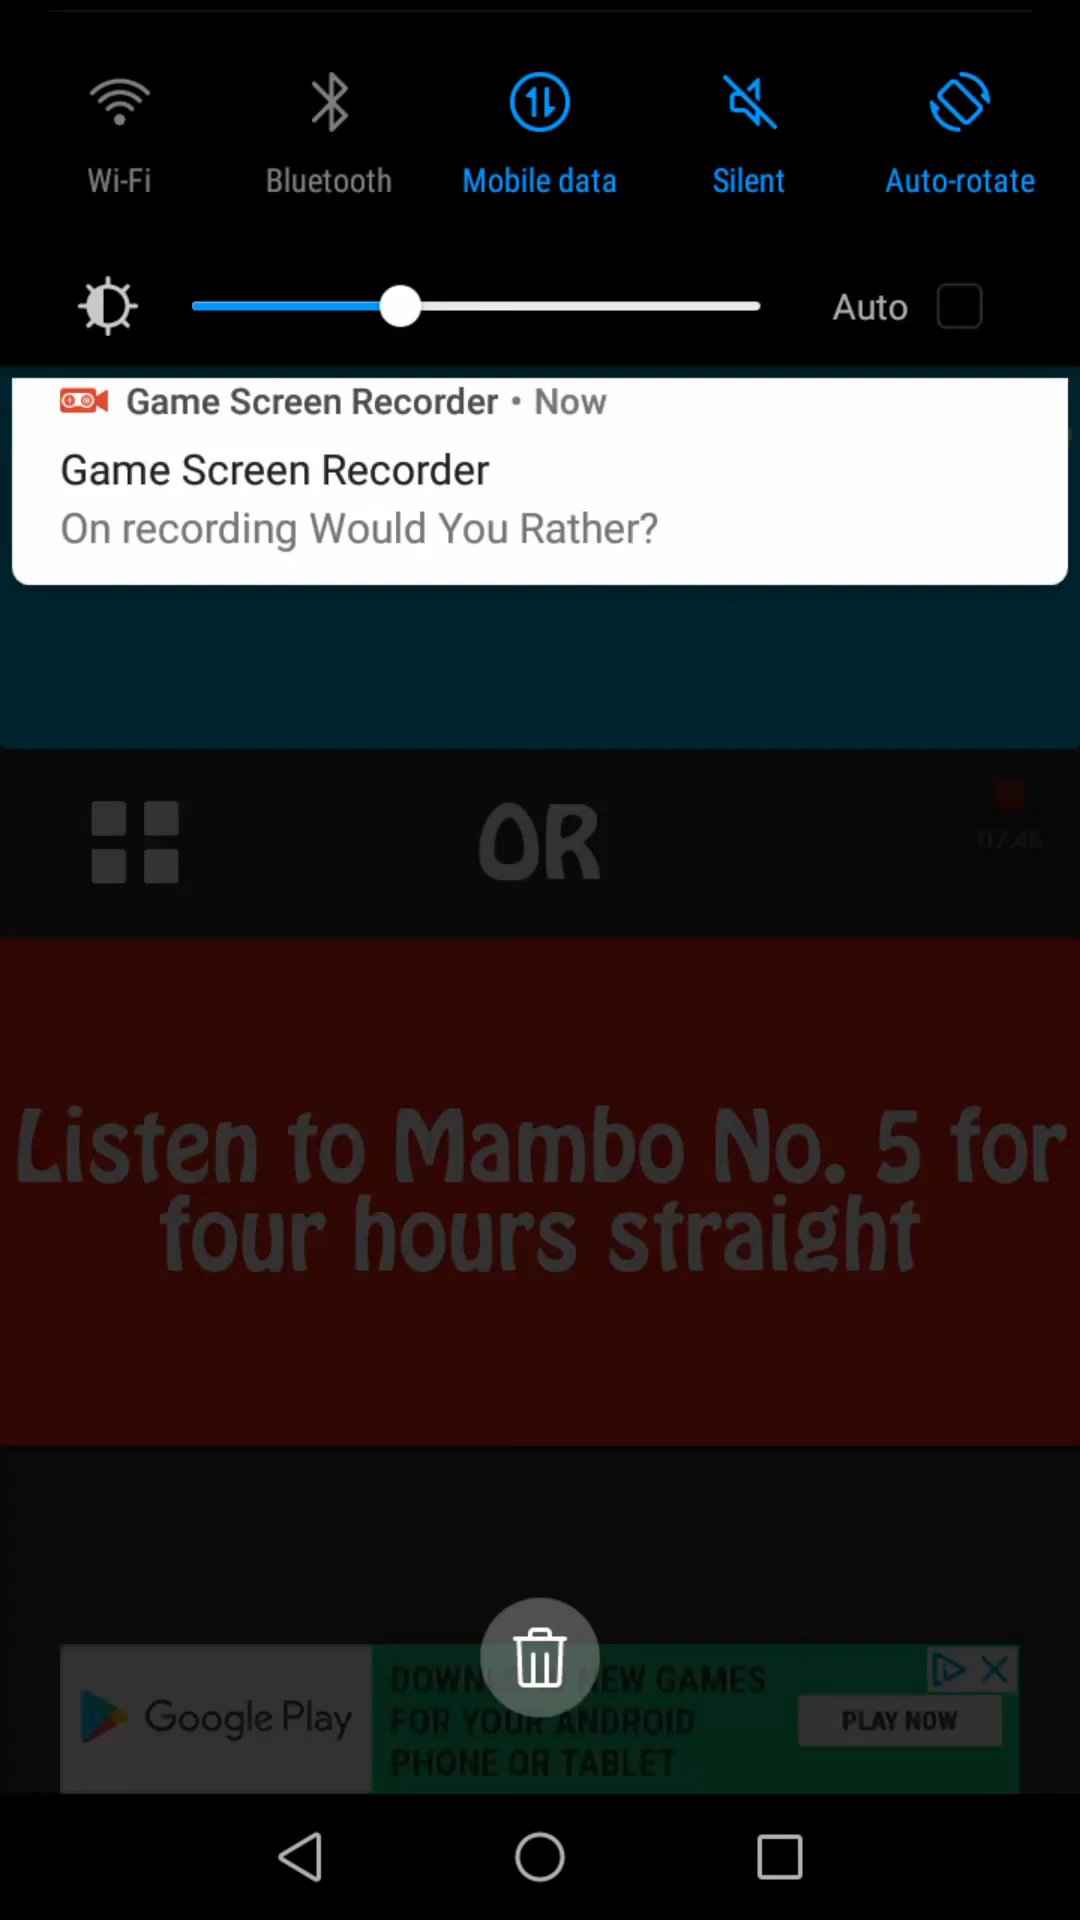 Wi-Fi
Bluetooth
Mobile data
Silent
Auto-rotate
Auto
Game Screen Recorder • Now
Game Screen Recorder
On recording Would You Rather?
OR
Listen to Mambo No. 5 for
four hours straight
Google Play
NEW GAMES
FOR YOUR ANDROID
PHONE OR TABLET
PLAY NOW